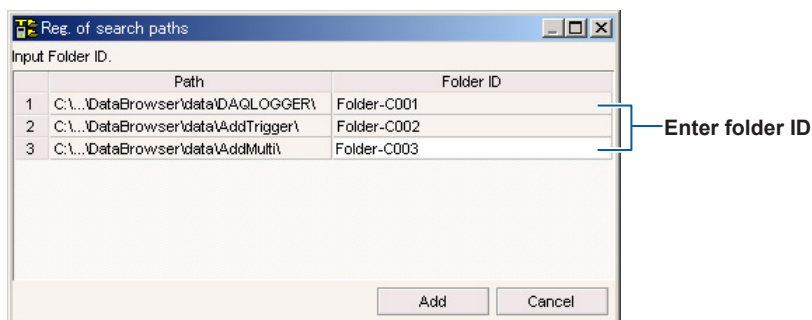 Reg. of search paths
Input Folder ID.
Path Folder ID
1 C:\...\DataBrowser\data\DAQLOGGER\ Folder-C001
2 C:\...\DataBrowser\data\AddTrigger\ Folder-C002
3 C:\...\DataBrowser\data\AddMulti\ Folder-C003
Enter folder ID
Add Cancel